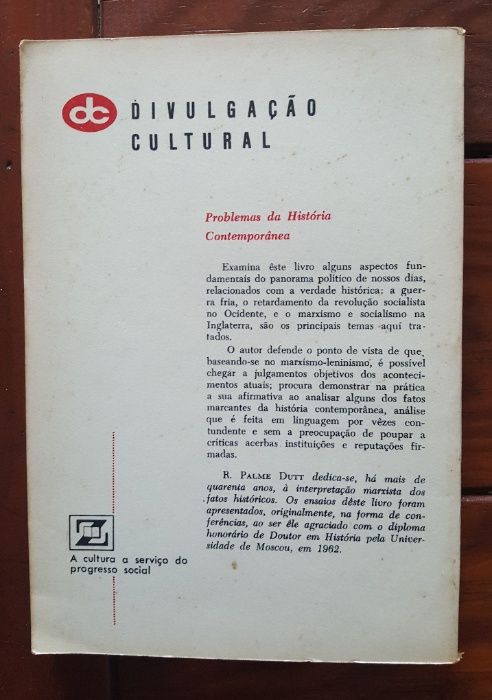 dc DIVULGAÇÃO
CULTURAL
Problemas da História
Contemporânea
Examina êste livro alguns aspectos fun-
damentais do panorama político de nossos dias,
relacionados com a verdade histórica: a guer-
ra fria, o retardamento da revolução socialista
no Ocidente, e o marxismo e socialismo na
Inglaterra, são os principais temas aqui tra-
tados.
O autor defende o ponto de vista de que,
baseando-se no marxismo-leninismo, é possível
chegar a julgamentos objetivos dos aconteci-
mentos atuais; procura demonstrar na prática
a sua afirmativa ao analisar alguns dos fatos
marcantes da história contemporânea, análise
que é feita em linguagem por vêzes con-
tundente e sem a preocupação de poupar a
críticas acerbas instituições e reputações fir-
madas.
R. PALME DUTT dedica-se, há mais de
quarenta anos, à interpretação marxista dos
fatos históricos. Os ensaios dêste livro foram
apresentados, originalmente, na forma de con-
ferências, ao ser êle agraciado com o diploma
honorário de Doutor em História pela Univer-
sidade de Moscou, em 1962.
A cultura a serviço do
progresso social